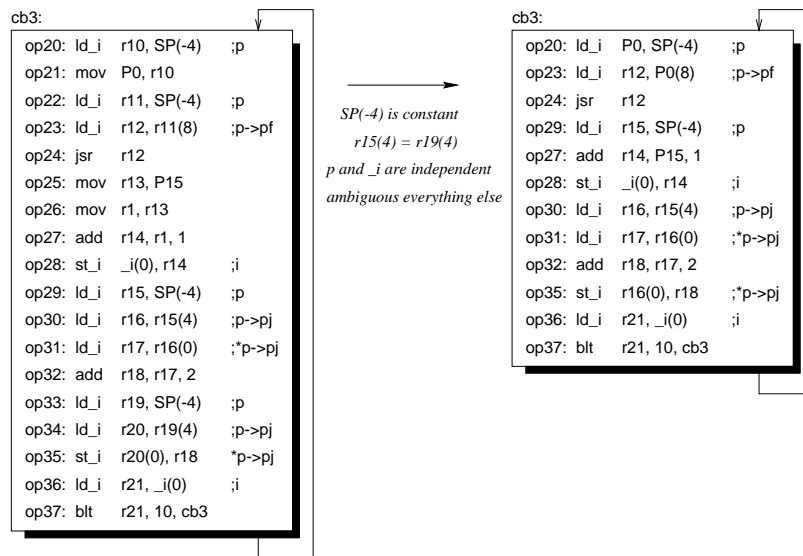 cb3:
op20: ld_i r10, SP(-4) ;p
op21: mov P0, r10
op22: ld_i r11, SP(-4) ;p
op23: ld_i r12, r11(8) ;p->pf
op24: jsr r12
op25: mov r13, P15
op26: mov r1, r13
op27: add r14, r1, 1
op28: st_i _i(0), r14 ;i
op29: ld_i r15, SP(-4) ;p
op30: ld_i r16, r15(4) ;p->pj
op31: ld_i r17, r16(0) ;*p->pj
op32: add r18, r17, 2
op33: ld_i r19, SP(-4) ;p
op34: ld_i r20, r19(4) ;p->pj
op35: st_i r20(0), r18 *p->pj
op36: ld_i r21, _i(0) ;i
op37: blt r21, 10, cb3
SP(-4) is constant
r15(4) = r19(4)
p and _i are independent
ambiguous everything else
cb3:
op20: ld_i P0, SP(-4) ;p
op23: ld_i r12, P0(8) ;p->pf
op24: jsr r12
op29: ld_i r15, SP(-4) ;p
op27: add r14, P15, 1
op28: st_i _i(0), r14 ;i
op30: ld_i r16, r15(4) ;p->pj
op31: ld_i r17, r16(0) ;*p->pj
op32: add r18, r17, 2
op35: st_i r16(0), r18 ;*p->pj
op36: ld_i r21, _i(0) ;i
op37: blt r21, 10, cb3